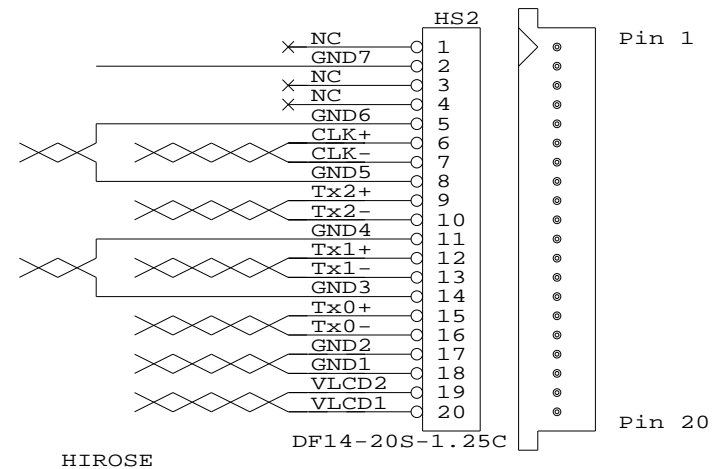 HS2
NC 1 Pin 1
GND7 2
NC 3
NC 4
GND6 5
CLK+ 6
CLK- 7
GND5 8
Tx2+ 9
Tx2- 10
GND4 11
Tx1+ 12
Tx1- 13
GND3 14
Tx0+ 15
Tx0- 16
GND2 17
GND1 18
VLCD2 19
VLCD1 20 Pin 20
DF14-20S-1.25C
HIROSE